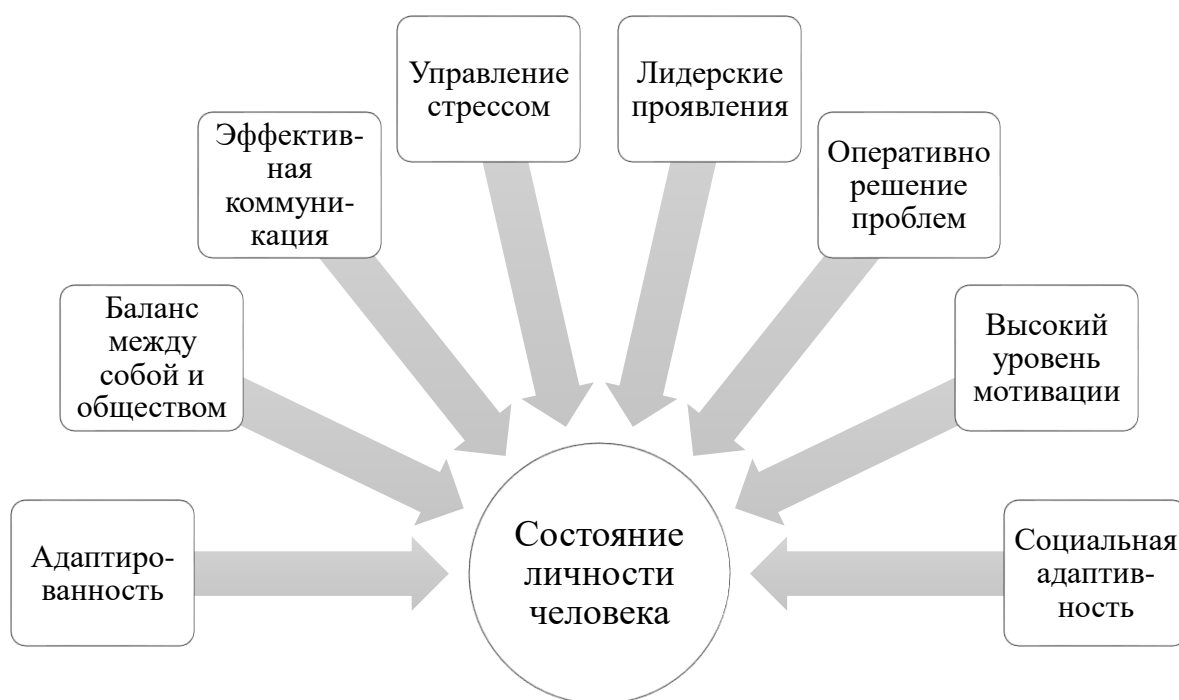 Управление
стрессом
Лидерские
проявления
Эффектив-
ная
коммуни-
кация
Оперативно
решение
проблем
Баланс
между
собой и
обществом
Высокий
уровень
мотивации
Адаптиро-
ванность
Состояние
личности
человека
Социальная
адаптив-
ность